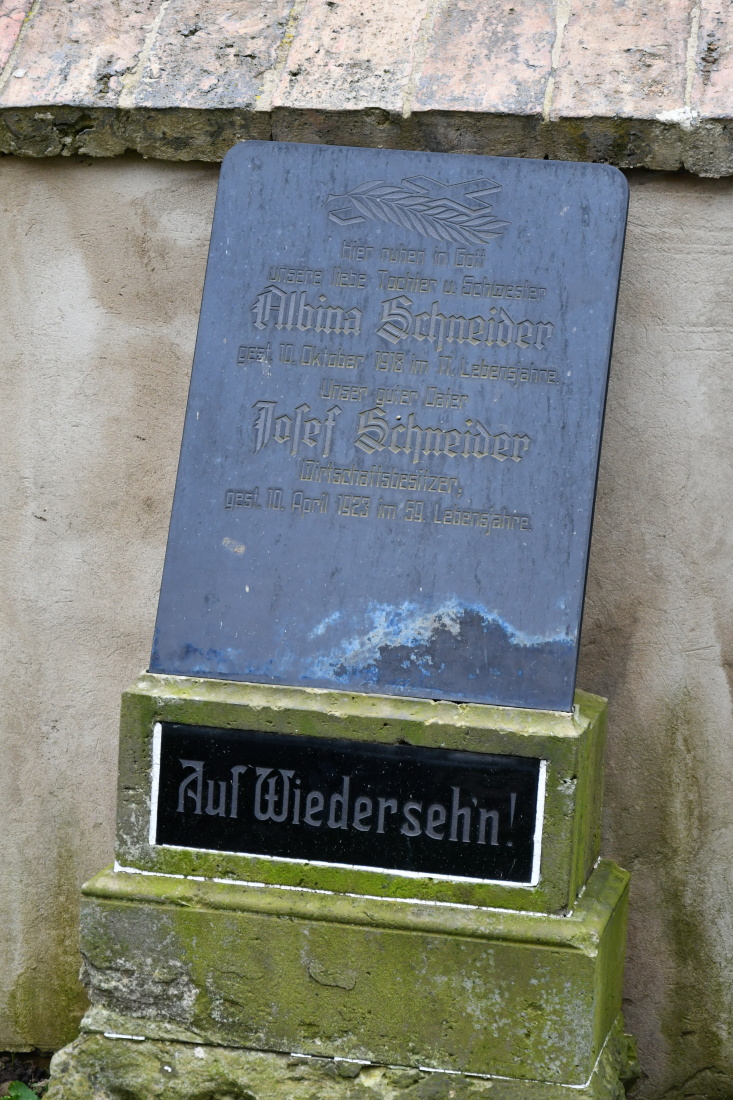 Hier ruhen in Gott
unsere liebe Tochter u. Schwester
Albina Schneider
gest. 10. Oktober 1918 im 17. Lebensjahre.
Unser guter Vater
Josef Schneider
Wirtschaftsbesitzer,
gest. 10. April 1923 im 59. Lebensjahre.
Auf Wiederseh'n!